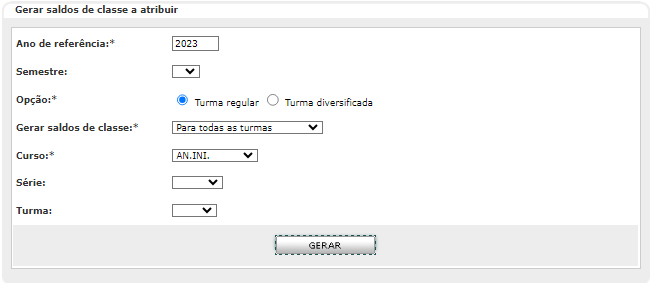 Gerar saldos de classe a atribuir
Ano de referência:* 2023
Semestre:
Opção:* Turma regular Turma diversificada
Gerar saldos de classe:* Para todas as turmas
Curso:* AN.INI.
Série:
Turma:
GERAR